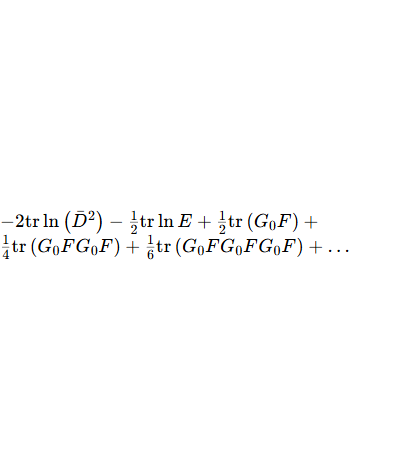 −2tr ln (D̄²) − ½tr ln E + ½tr (G₀F) +
¼tr (G₀FG₀F) + ⅙tr (G₀FG₀FG₀F) + …